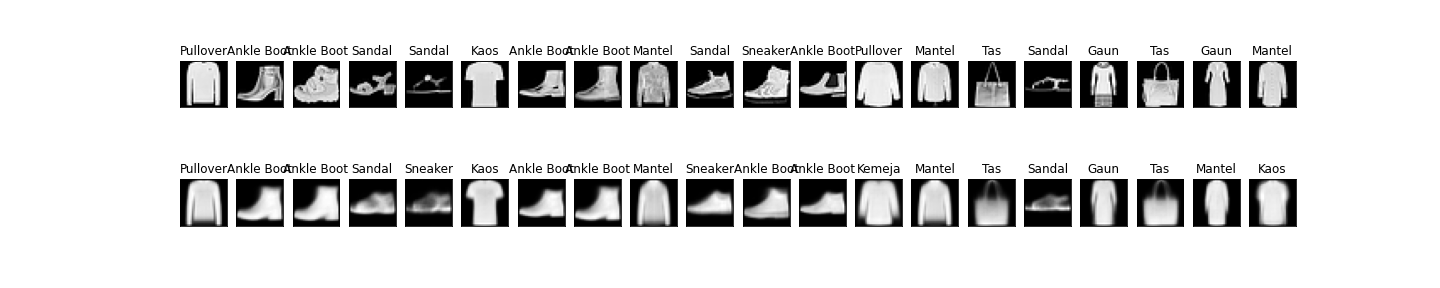 Pullover Ankle Boot Ankle Boot Sandal Sandal Kaos Ankle Boot Ankle Boot Mantel Sandal Sneaker Ankle Boot Pullover Mantel Tas Sandal Gaun Tas Gaun Mantel
Pullover Ankle Boot Ankle Boot Sandal Sneaker Kaos Ankle Boot Ankle Boot Mantel Sneaker Ankle Boot Ankle Boot Kemeja Mantel Tas Sandal Gaun Tas Mantel Kaos